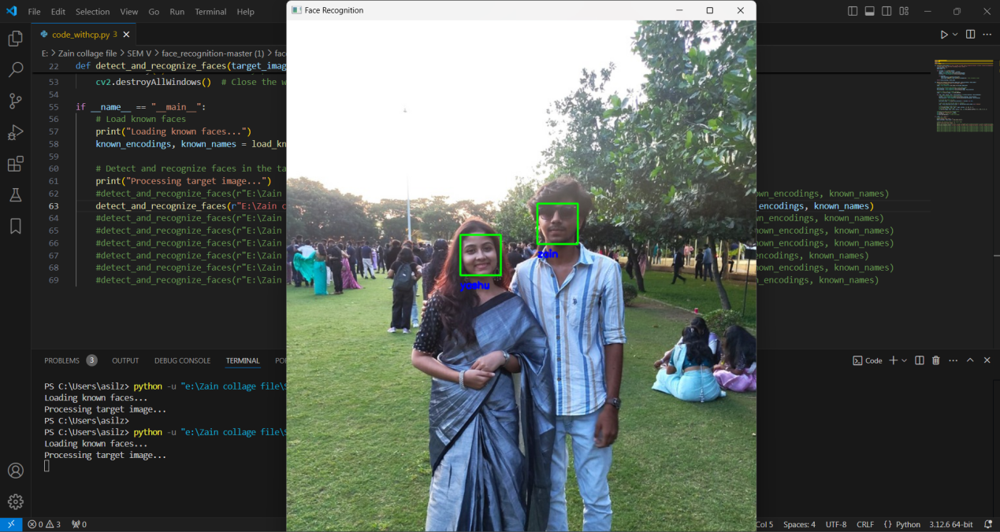 File Edit Selection View Go Run Terminal Help
Face Recognition
code_withcp.py 3
E: > Zain collage file > SEM V > face_recognition-master (1) > fac
22 def detect_and_recognize_faces(target_imag
53 cv2.destroyAllWindows() # Close the w
54
55 if __name__ == "__main__":
56 # Load known faces
57 print("Loading known faces...")
58 known_encodings, known_names = load_kn
59
60 # Detect and recognize faces in the ta
61 print("Processing target image...")
62 #detect_and_recognize_faces(r"E:\Zain own_encodings, known_names)
63 detect_and_recognize_faces(r"E:\Zain c _encodings, known_names)
64 #detect_and_recognize_faces(r"E:\Zain wn_encodings, known_names)
65 #detect_and_recognize_faces(r"E:\Zain own_encodings, known_names)
66 #detect_and_recognize_faces(r"E:\Zain n_encodings, known_names)
67 #detect_and_recognize_faces(r"E:\Zain _encodings, known_names)
68 #detect_and_recognize_faces(r"E:\Zain own_encodings, known_names)
69 #detect_and_recognize_faces(r"E:\Zain n_encodings, known_names)
zain
yashu
PROBLEMS 3 OUTPUT DEBUG CONSOLE TERMINAL PO
Code
PS C:\Users\asilz> python -u "e:\Zain collage file\S
Loading known faces...
Processing target image...
PS C:\Users\asilz>
PS C:\Users\asilz> python -u "e:\Zain collage file\S
Loading known faces...
Processing target image...
0 3 0
Col 5 Spaces: 4 UTF-8 CRLF {} Python 3.12.6 64-bit